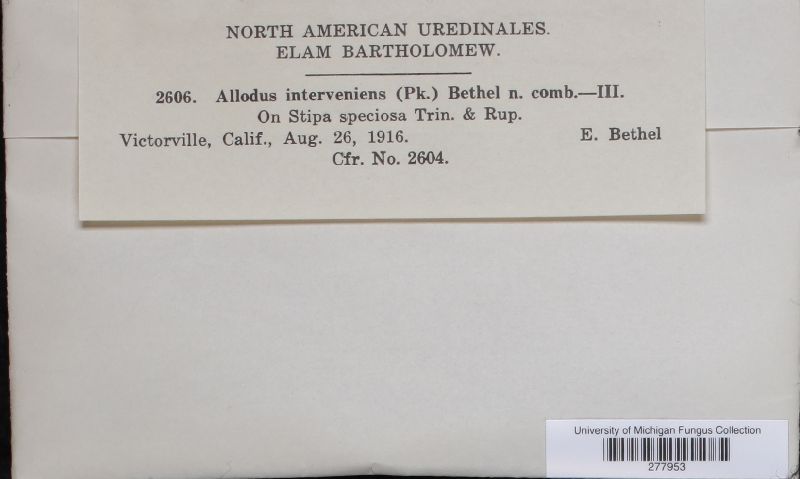 NORTH AMERICAN UREDINALES.
ELAM BARTHOLOMEW.
2606. Allodus interveniens (Pk.) Bethel n. comb.—III.
On Stipa speciosa Trin. & Rup.
Victorville, Calif., Aug. 26, 1916. E. Bethel
Cfr. No. 2604.
University of Michigan Fungus Collection
277953